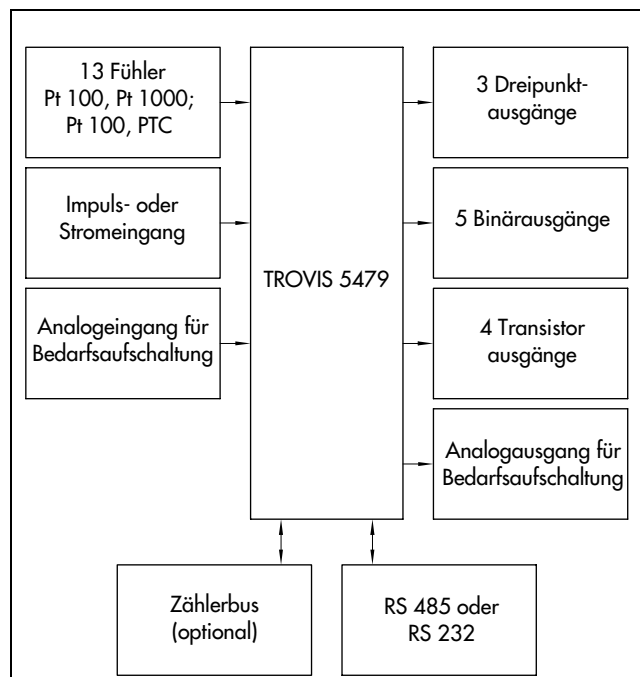 13 Fühler
Pt 100, Pt 1000;
Pt 100, PTC
Impuls- oder
Stromeingang
Analogeingang für
Bedarfsaufschaltung
TROVIS 5479
3 Dreipunkt-
ausgänge
5 Binärausgänge
4 Transistor
ausgänge
Analogausgang für
Bedarfsaufschaltung
Zählerbus
(optional)
RS 485 oder
RS 232